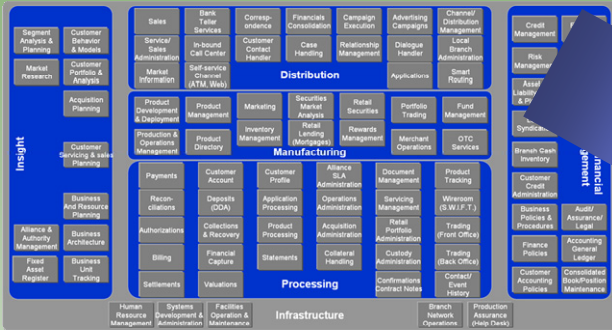 Segment
Analysis &
Planning
Customer
Behavior
& Models
Market
Research
Customer
Portfolio &
Analysis
Acquisition
Planning
Customer
Servicing & sales
Planning
Business
And Resource
Planning
Alliance &
Authority
Management
Business
Architecture
Fixed
Asset
Register
Business
Unit
Tracking
Insight
Sales
Bank
Teller
Services
Corresp-
ondence
Financials
Consolidation
Campaign
Execution
Advertising
Campaigns
Channel/
Distribution
Management
Service/
Sales
Administration
In-bound
Call Center
Customer
Contact
Handler
Case
Handling
Relationship
Management
Dialogue
Handler
Local
Branch
Administration
Market
Information
Self-service
Channel
(ATM, Web)
Distribution
Applications
Smart
Routing
Product
Development
& Deployment
Product
Management
Marketing
Securities
Market
Analysis
Retail
Securities
Portfolio
Trading
Fund
Management
Production &
Operations
Management
Product
Directory
Inventory
Management
Retail
Lending
(Mortgages)
Rewards
Management
Merchant
Operations
OTC
Services
Manufacturing
Payments
Customer
Account
Customer
Profile
Alliance
SLA
Administration
Document
Management
Product
Tracking
Recon-
ciliations
Deposits
(DDA)
Application
Processing
Operations
Administration
Servicing
Management
Wireroom
(S.W.I.F.T.)
Authorizations
Collections
& Recovery
Product
Processing
Acquisition
Administration
Retail
Portfolio
Administration
Trading
(Front Office)
Billing
Financial
Capture
Statements
Collateral
Handling
Custody
Administration
Trading
(Back Office)
Settlements
Valuations
Processing
Confirmations
Contract Notes
Contact/
Event
History
Credit
Management
Risk
Branch Cash
Inventory
Customer
Credit
Administration
Business
Policies &
Procedures
Audit/
Assurance/
Legal
Finance
Policies
Accounting
General
Ledger
Customer
Accounting
Policies
Consolidated
Book/Position
Maintenance
Human
Resource
Management
Systems
Development &
Administration
Facilities
Operation &
Maintenance
Infrastructure
Branch
Network
Operations
Production
Assurance
(Help Desk)